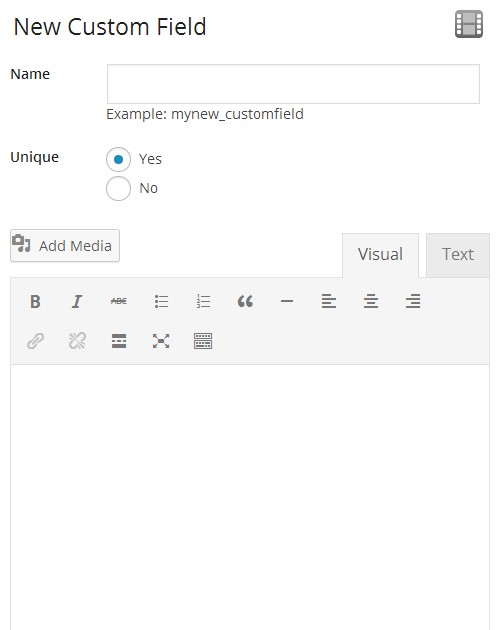 New Custom Field
Name
Example: mynew_customfield
Unique
Yes
No
Add Media
Visual
Text
B
I
ABC